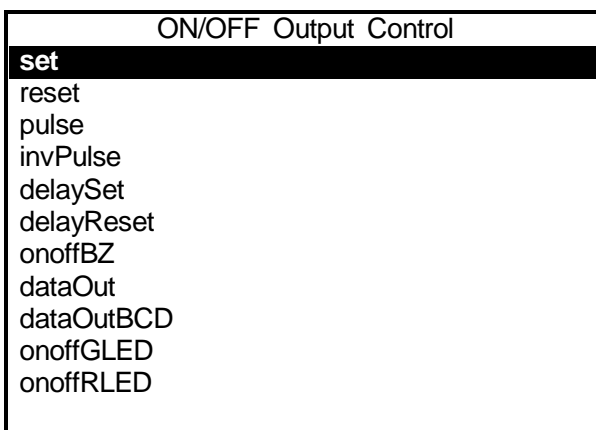 ON/OFF Output Control
set
reset
pulse
invPulse
delaySet
delayReset
onoffBZ
dataOut
dataOutBCD
onoffGLED
onoffRLED